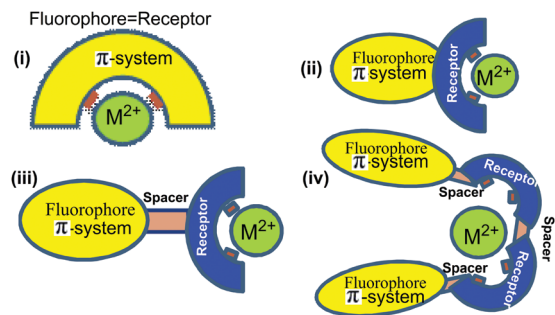 Fluorophore=Receptor
(i)
π-system
M²⁺
(ii)
Fluorophore
π system
Receptor
M²⁺
(iii)
Fluorophore
π-system
Spacer
Receptor
M²⁺
(iv)
Fluorophore
π-system
Spacer
Receptor
M²⁺
Spacer
Receptor
Spacer
Fluorophore
π-system